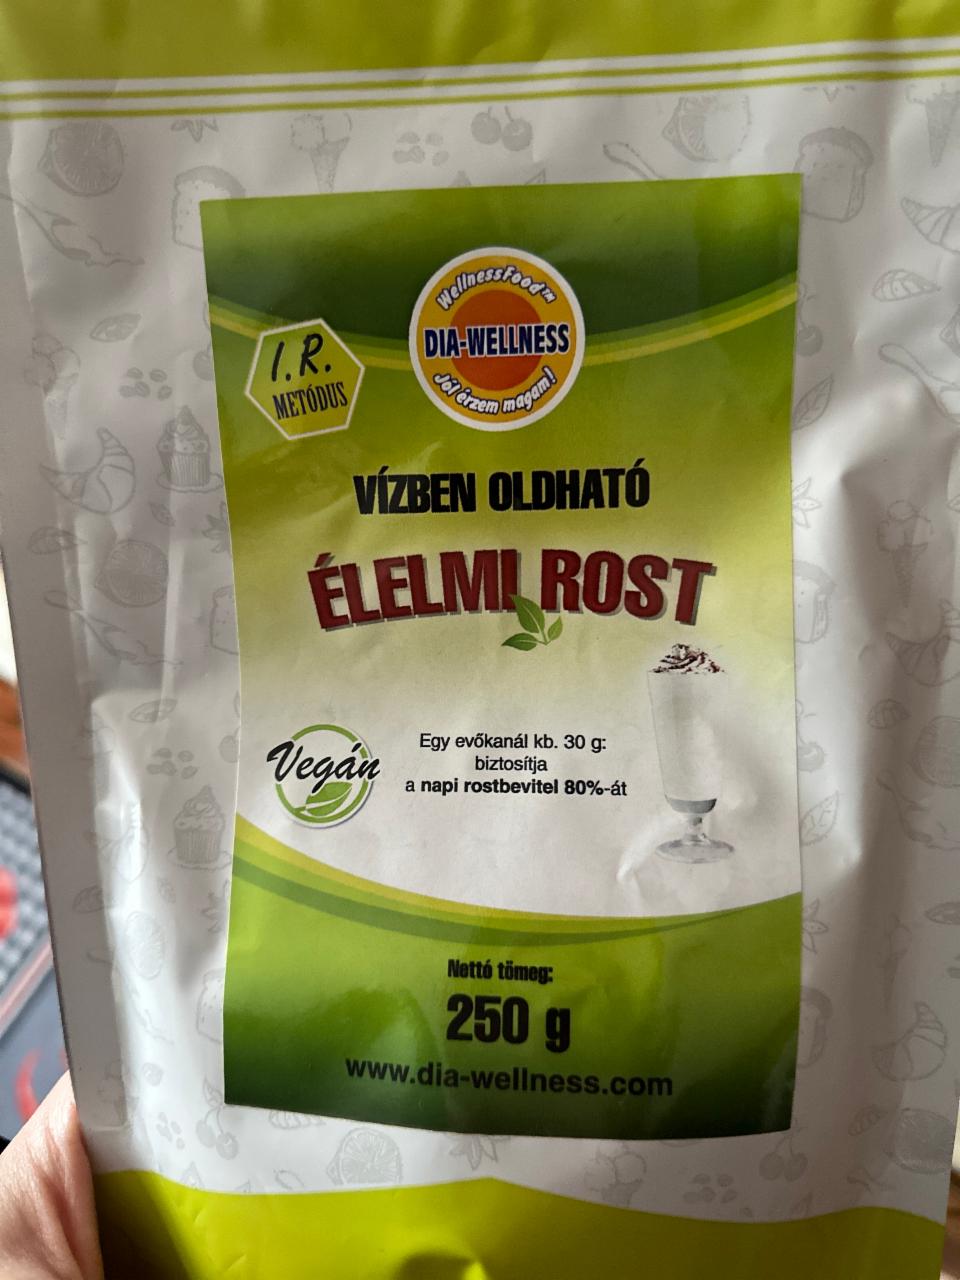 WellnessFood™
DIA-WELLNESS
Jól érzem magam!
I.R.
METÓDUS
VÍZBEN OLDHATÓ
ÉLELMI ROST
Vegán
Egy evőkanál kb. 30 g:
biztosítja
a napi rostbevitel 80%-át
Nettó tömeg:
250 g
www.dia-wellness.com